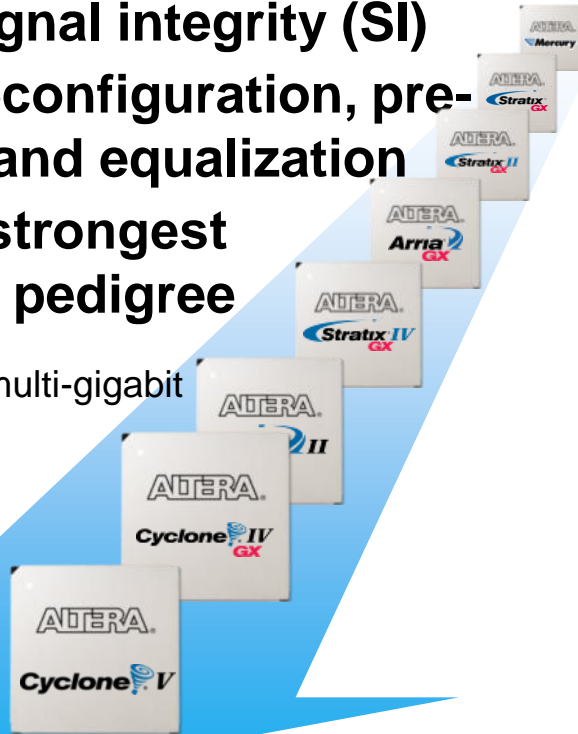 gnal integrity (SI)
configuration, pre-
and equalization
strongest
pedigree
multi-gigabit
ALTERA.
Mercury
ALTERA.
Stratix
GX
ALTERA.
Stratix II
GX
ALTERA.
Arria
GX
ALTERA.
Stratix IV
GX
ALTERA.
II
ALTERA.
Cyclone IV
GX
ALTERA.
Cyclone V